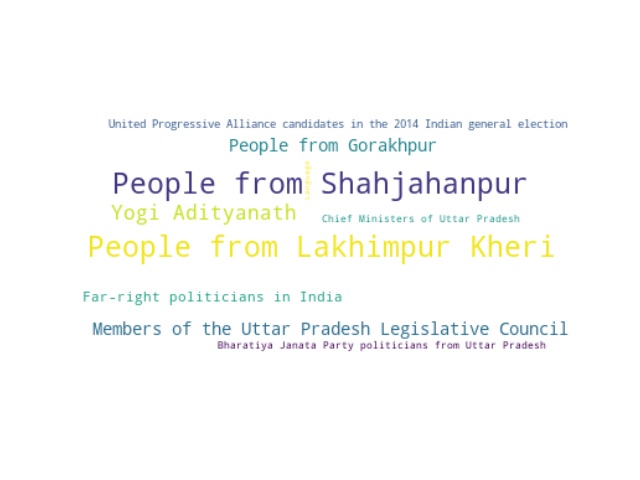 United Progressive Alliance candidates in the 2014 Indian general election
People from Gorakhpur
People from Shahjahanpur
Language
Yogi Adityanath
Chief Ministers of Uttar Pradesh
People from Lakhimpur Kheri
Far-right politicians in India
Members of the Uttar Pradesh Legislative Council
Bharatiya Janata Party politicians from Uttar Pradesh